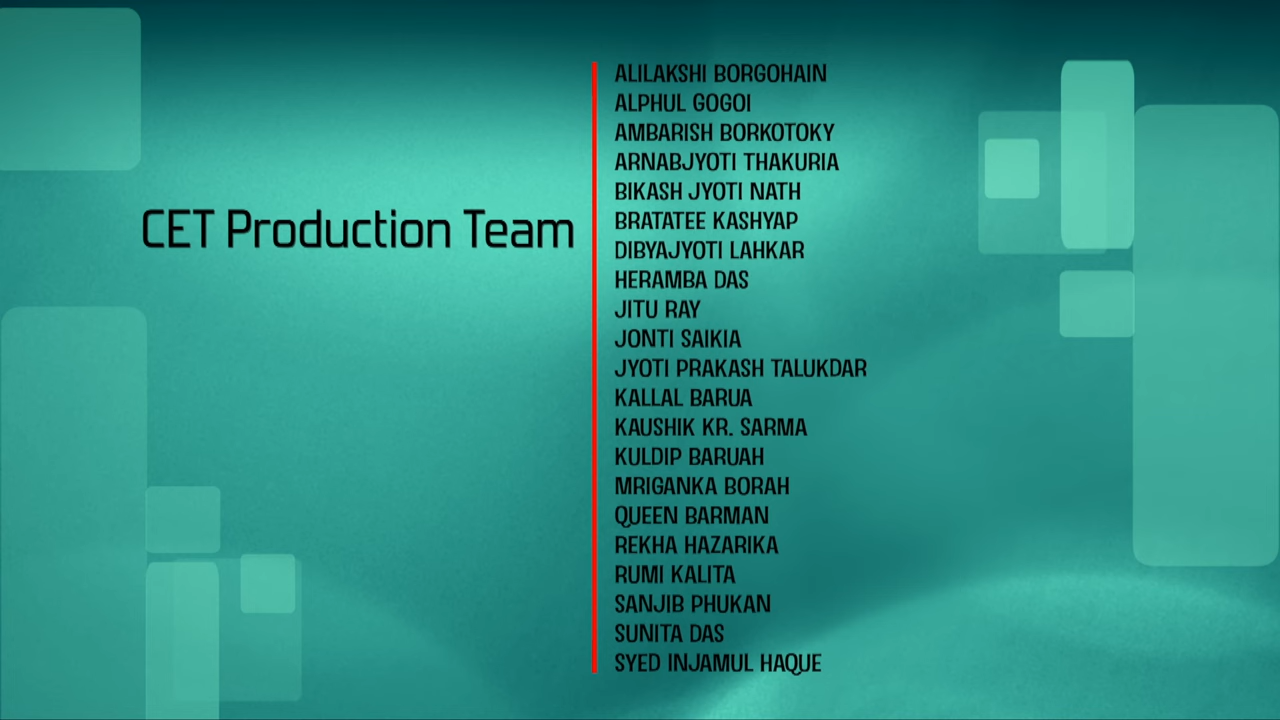 CET Production Team
ALILAKSHI BORGOHAIN
ALPHUL GOGOI
AMBARISH BORKOTOKY
ARNABJYOTI THAKURIA
BIKASH JYOTI NATH
BRATATEE KASHYAP
DIBYAJYOTI LAHKAR
HERAMBA DAS
JITU RAY
JONTI SAIKIA
JYOTI PRAKASH TALUKDAR
KALLAL BARUA
KAUSHIK KR. SARMA
KULDIP BARUAH
MRIGANKA BORAH
QUEEN BARMAN
REKHA HAZARIKA
RUMI KALITA
SANJIB PHUKAN
SUNITA DAS
SYED INJAMUL HAQUE